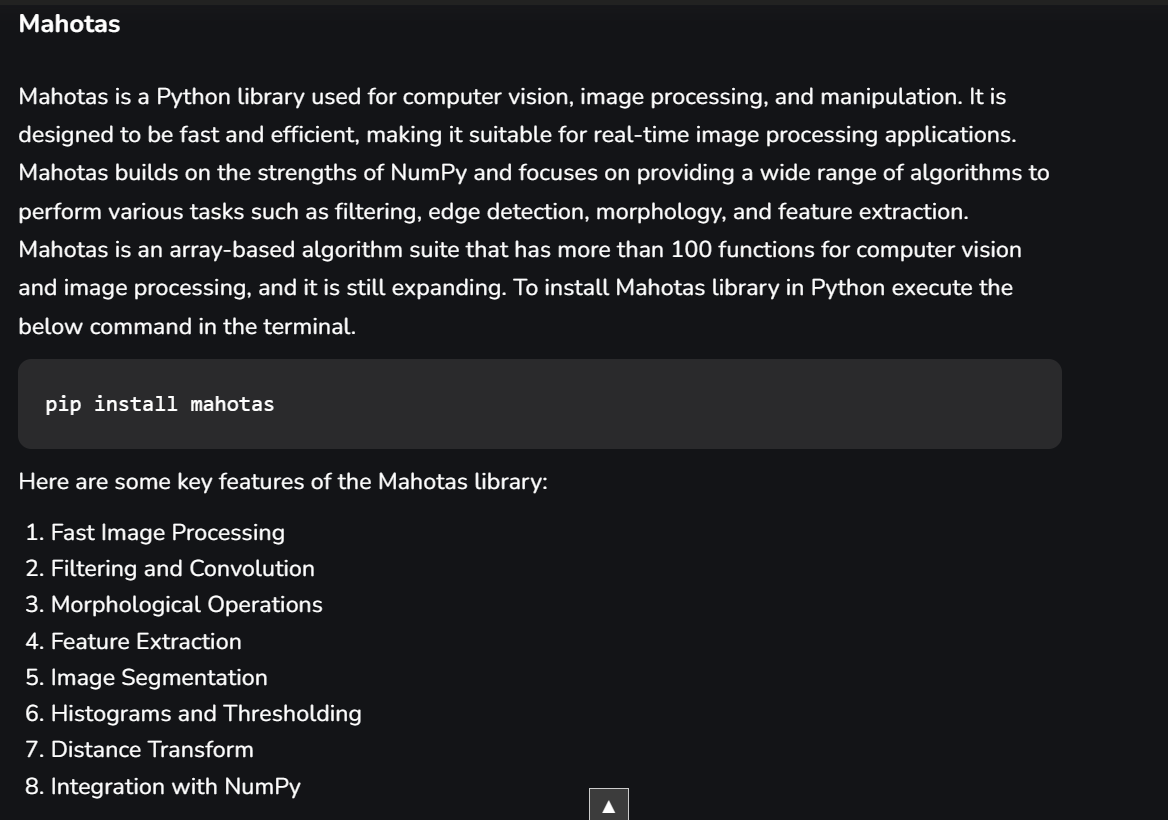 Mahotas
Mahotas is a Python library used for computer vision, image processing, and manipulation. It is
designed to be fast and efficient, making it suitable for real-time image processing applications.
Mahotas builds on the strengths of NumPy and focuses on providing a wide range of algorithms to
perform various tasks such as filtering, edge detection, morphology, and feature extraction.
Mahotas is an array-based algorithm suite that has more than 100 functions for computer vision
and image processing, and it is still expanding. To install Mahotas library in Python execute the
below command in the terminal.
pip install mahotas
Here are some key features of the Mahotas library:
1. Fast Image Processing
2. Filtering and Convolution
3. Morphological Operations
4. Feature Extraction
5. Image Segmentation
6. Histograms and Thresholding
7. Distance Transform
8. Integration with NumPy